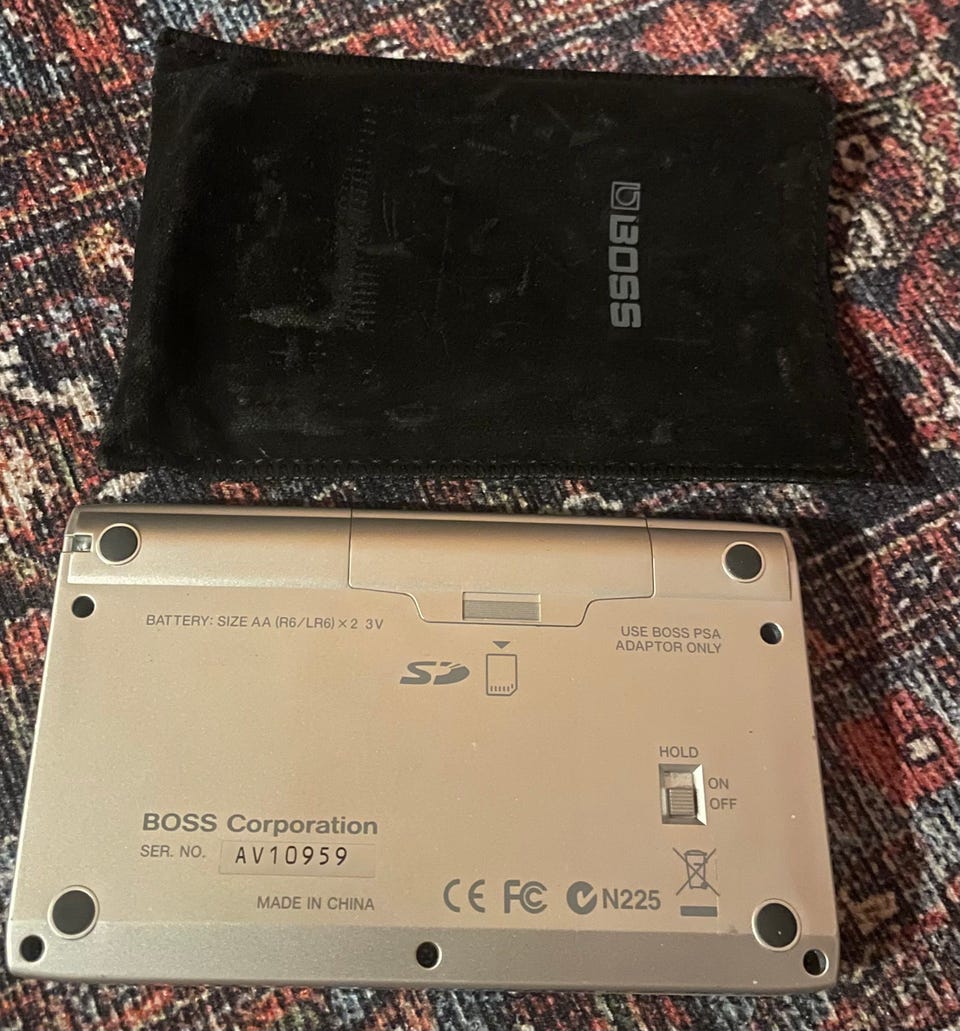 BOSS
BATTERY: SIZE AA (R6/LR6) × 2 3V
USE BOSS PSA
ADAPTOR ONLY
SD
HOLD
ON
OFF
BOSS Corporation
SER. NO. AV10959
MADE IN CHINA
CE FC N225